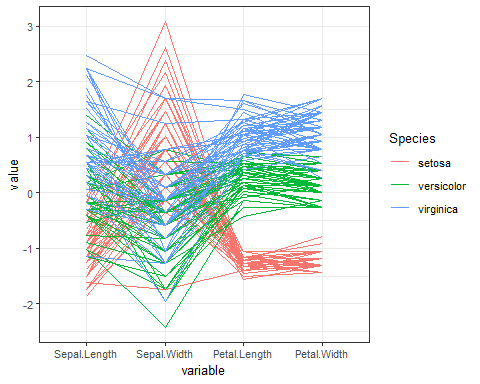 3
2
1
0
-1
-2
value
Sepal.Length Sepal.Width Petal.Length Petal.Width
variable
Species
setosa
versicolor
virginica